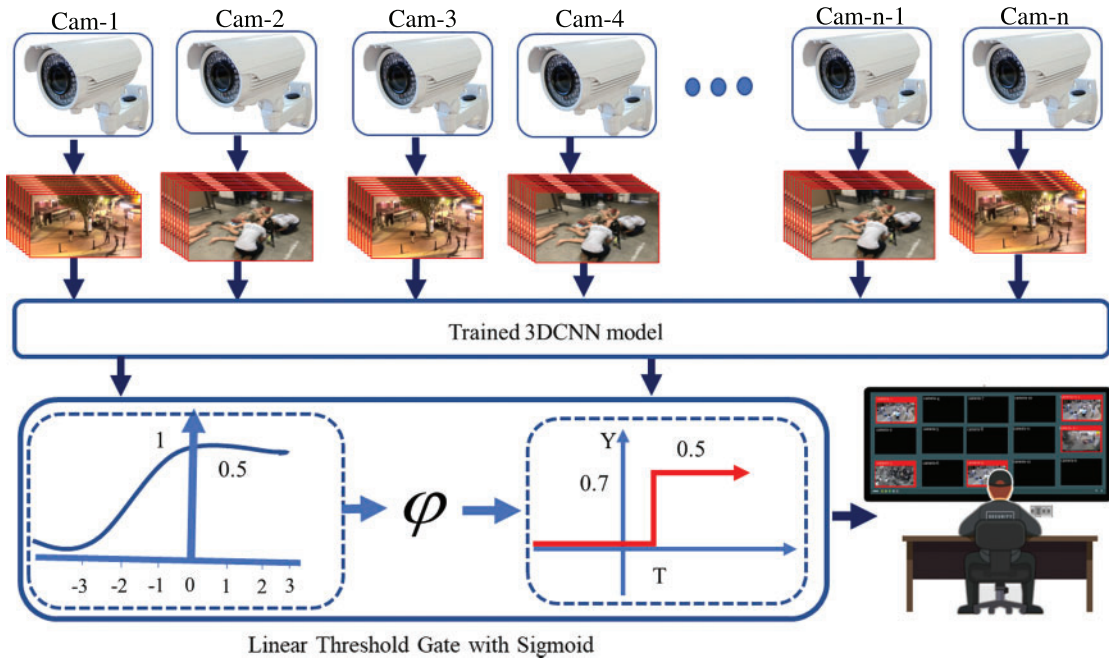 Cam-1 Cam-2 Cam-3 Cam-4 Cam-n-1 Cam-n
Trained 3DCNN model
1
0.5
-3 -2 -1 0 1 2 3
φ
Y
0.5
0.7
T
SECURITY
Linear Threshold Gate with Sigmoid